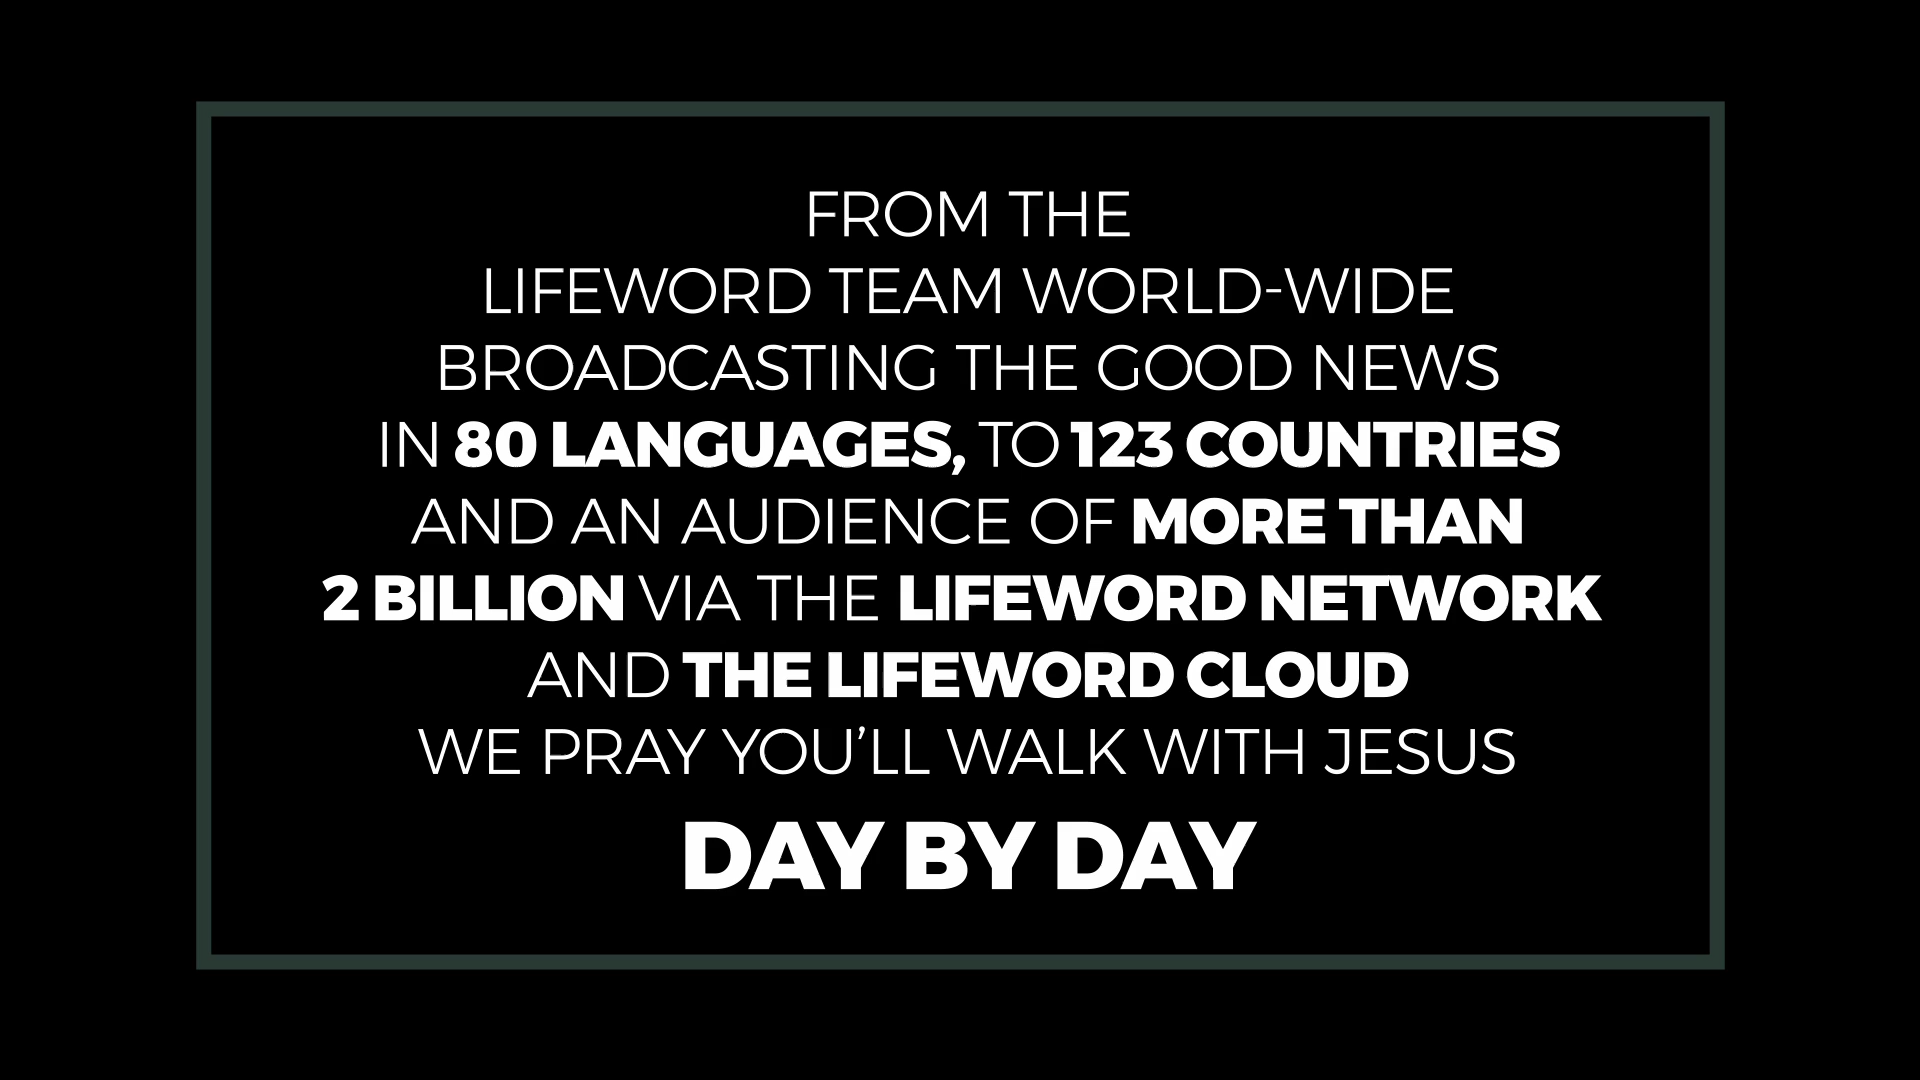 FROM THE
LIFEWORD TEAM WORLD-WIDE
BROADCASTING THE GOOD NEWS
IN 80 LANGUAGES, TO 123 COUNTRIES
AND AN AUDIENCE OF MORE THAN
2 BILLION VIA THE LIFEWORD NETWORK
AND THE LIFEWORD CLOUD
WE PRAY YOU’LL WALK WITH JESUS
DAY BY DAY